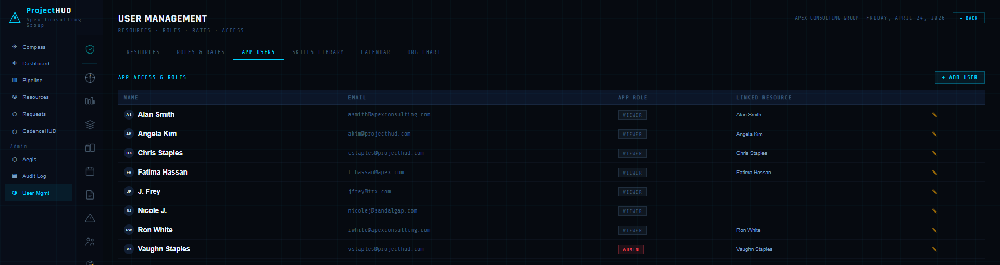 ProjectHUD
Apex Consulting
Group
Compass
Dashboard
Pipeline
Resources
Requests
CadenceHUD
Admin
Aegis
Audit Log
User Mgmt
USER MANAGEMENT
RESOURCES · ROLES · RATES · ACCESS
APEX CONSULTING GROUP FRIDAY, APRIL 24, 2026
◄ BACK
RESOURCES ROLES & RATES APP USERS SKILLS LIBRARY CALENDAR ORG CHART
APP ACCESS & ROLES
+ ADD USER
NAME EMAIL APP ROLE LINKED RESOURCE
AS Alan Smith asmith@apexconsulting.com VIEWER Alan Smith
AK Angela Kim akim@projecthud.com VIEWER Angela Kim
CS Chris Staples cstaples@projecthud.com VIEWER Chris Staples
FH Fatima Hassan f.hassan@apex.com VIEWER Fatima Hassan
JF J. Frey jfrey@trx.com VIEWER —
NJ Nicole J. nicolej@sandalgap.com VIEWER —
RW Ron White rwhite@apexconsulting.com VIEWER Ron White
VS Vaughn Staples vstaples@projecthud.com ADMIN Vaughn Staples